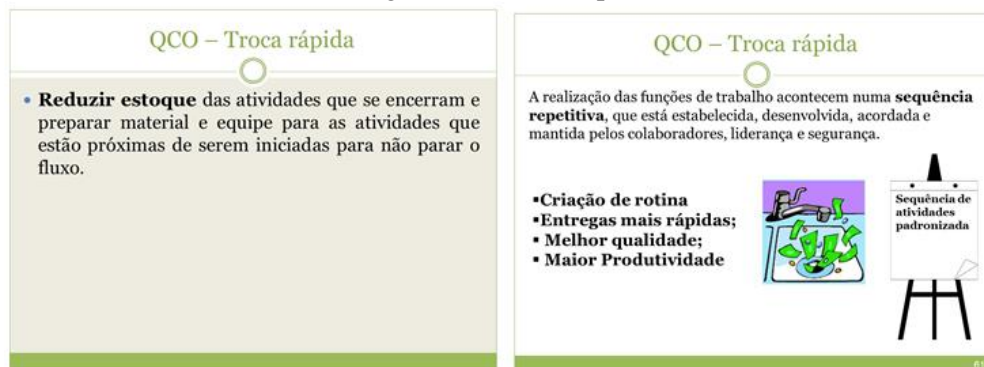 QCO – Troca rápida
• Reduzir estoque das atividades que se encerram e
preparar material e equipe para as atividades que
estão próximas de serem iniciadas para não parar o
fluxo.
QCO – Troca rápida
A realização das funções de trabalho acontecem numa sequência
repetitiva, que está estabelecida, desenvolvida, acordada e
mantida pelos colaboradores, liderança e segurança.
▪Criação de rotina
▪Entregas mais rápidas;
▪ Melhor qualidade;
▪ Maior Produtividade
Sequência de
atividades
padronizada